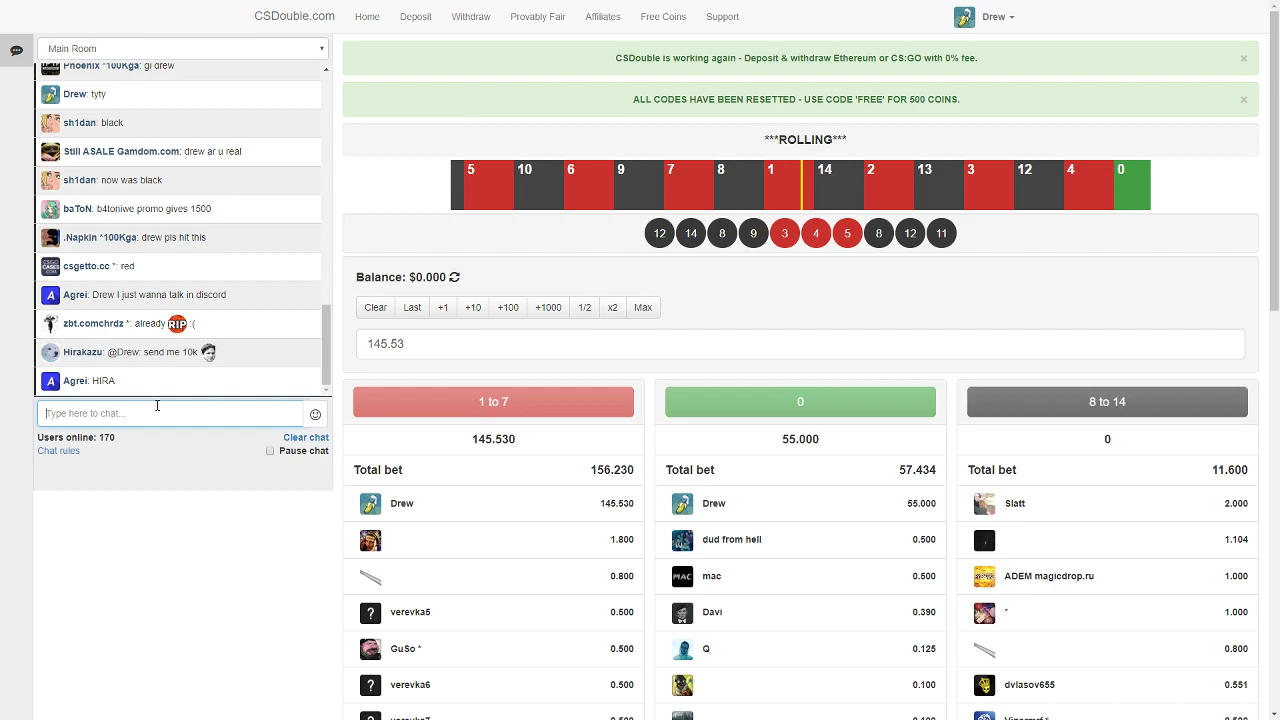 CSDouble.com Home Deposit Withdraw Provably Fair Affiliates Free Coins Support Drew
Main Room
Phoenix *100Kga: gl drew
Drew: tyty
sh1dan: black
Still ASALE Gamdom.com: drew ar u real
sh1dan: now was black
baToN: b4toniwe promo gives 1500
.Napkin *100Kga: drew pls hit this
csgetto.cc *: red
Agrei: Drew I just wanna talk in discord
zbt.comchrdz *: already RIP :(
Hirakazu: @Drew: send me 10k
Agrei: HIRA
Type here to chat...
Users online: 170 Clear chat
Chat rules Pause chat
CSDouble is working again - Deposit & withdraw Ethereum or CS:GO with 0% fee. ×
ALL CODES HAVE BEEN RESETTED - USE CODE 'FREE' FOR 500 COINS. ×
***ROLLING***
5 10 6 9 7 8 1 14 2 13 3 12 4 0
12 14 8 9 3 4 5 8 12 11
Balance: $0.000
Clear Last +1 +10 +100 +1000 1/2 x2 Max
145.53
1 to 7
145.530
Total bet 156.230
Drew 145.530
1.800
0.800
? verevka5 0.500
GuSo * 0.500
? verevka6 0.500
0
55.000
Total bet 57.434
Drew 55.000
dud from hell 0.500
MAC mac 0.500
Davi 0.390
Q 0.125
0.100
8 to 14
0
Total bet 11.600
Slatt 2.000
1.104
ADEM magicdrop.ru 1.000
* 1.000
0.800
dvlasov655 0.551